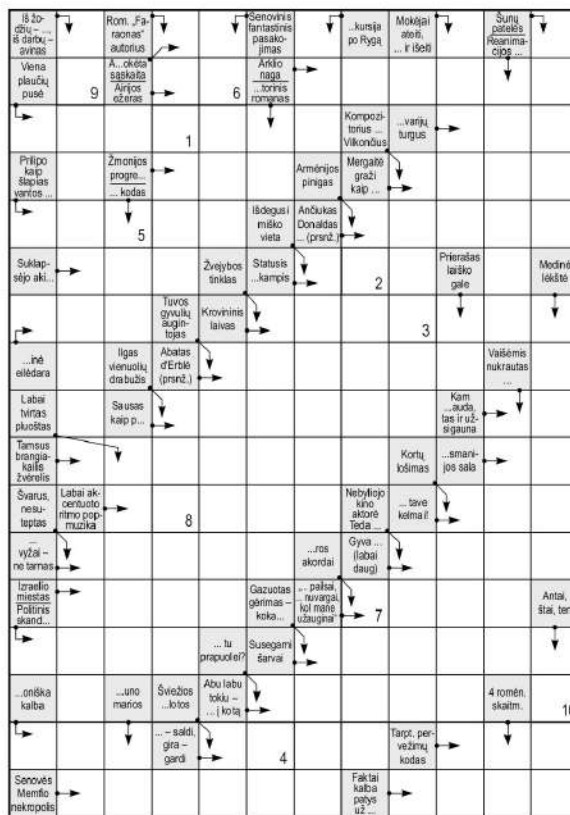 Iš žo-
džių – ...,
iš darbų –
avinas
Rom. „Fa-
raonas“
autorius
Senovinis
fantastinis
pasako-
jimas
...kursija
po Rygą
Mokėjai
ateiti,
... ir išeiti
Šunų
patelės
Reanima-
cijos ...
Viena
plaučių
pusė
9
A...okėta
sąskaita
Airijos
ežeras
6
Arklio
naga
...torinis
romanas
1
Kompozi-
torius ...
Vilkončius
...varijų
turgus
Prilipo
kaip
šlapias
vantos ...
Žmonijos
progre...
... kodas
Armėnijos
pinigas
Mergaitė
graži
kaip ...
5
Išdegusi
miško
vieta
Ančiukas
Donaldas
... (prsnž.)
Suklap-
sėjo aki...
Žvejybos
tinklas
Statusis
...kampis
2
Prierašas
laiško
gale
Medinė
lėkštė
Tuvos
gyvulių
augin-
tojas
Krovininis
laivas
3
...inė
eilėdara
Ilgas
vienuolių
drabužis
Abatas
d'Erblė
(prsnž.)
Vaišėmis
nukrautas
...
Labai
tvirtas
pluoštas
Sausas
kaip p...
Kam
...auda,
tas ir už-
sigauna
Tamsus
brangia-
kailis
žvėrelis
Kortų
lošimas
...smani-
jos sala
Švarus,
nesu-
teptas
Labai ak-
centuoto
ritmo pop-
muzika
8
Nebyliojo
kino
aktorė
Teda ...
... tave
kelmai!
...
vyžai –
ne tarnas
...ros
akordai
Gyva ...
(labai
daug)
Izraelio
miestas
Politinis
skand...
Gazuotas
gėrimas –
koka...
„... pailsai,
... nuvargai,
kol mane
užauginai“
7
Antai,
štai, ten
... tu
prapuolei?
Susegami
šarvai
...oniška
kalba
...uno
marios
Šviežios
...lotos
Abu labu
tokiu –
... į kotą
4 romėn.
skaitm.
10
... – saldi,
gira –
gardi
4
Tarpt. per-
vežimų
kodas
Senovės
Memfio
nekropolis
Faktai
kalba
patys
už ...